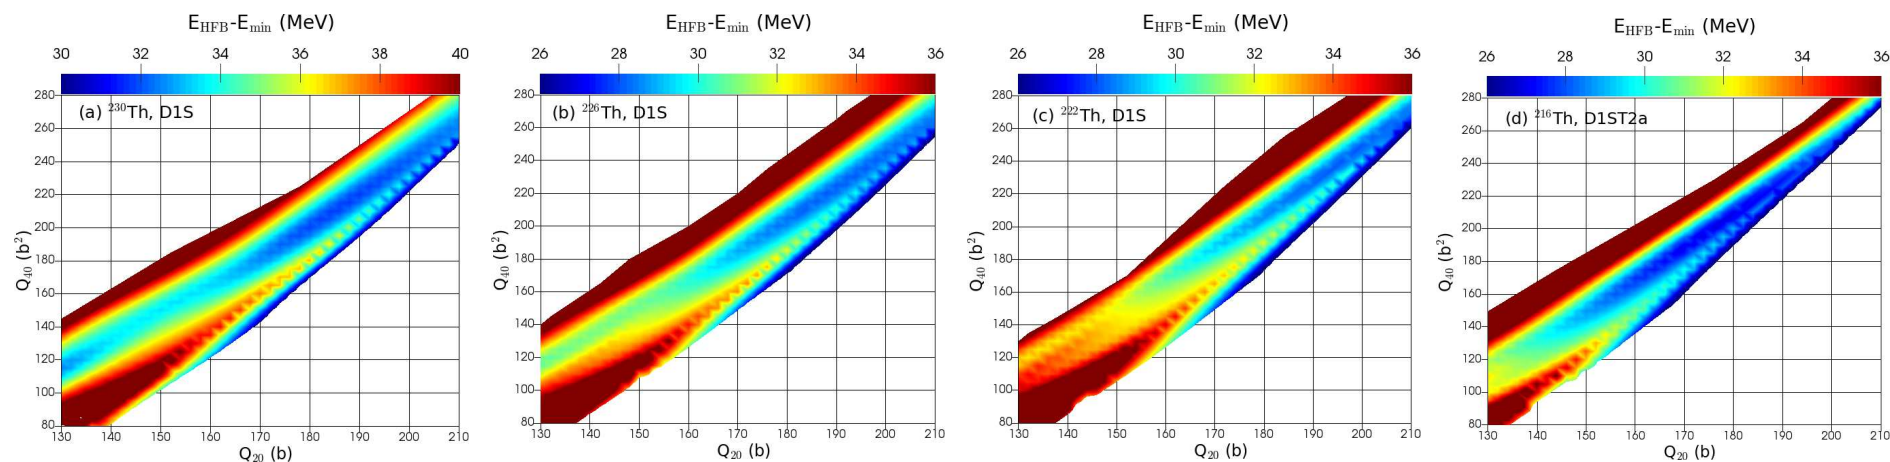 E_HFB-E_min (MeV)
30 32 34 36 38 40
(a) ²³⁰Th, D1S
280
260
240
220
200
180
160
140
120
100
80
Q₄₀ (b²)
130 140 150 160 170 180 190 200 210
Q₂₀ (b)
E_HFB-E_min (MeV)
26 28 30 32 34 36
(b) ²²⁶Th, D1S
280
260
240
220
200
180
160
140
120
100
80
Q₄₀ (b²)
130 140 150 160 170 180 190 200 210
Q₂₀ (b)
E_HFB-E_min (MeV)
26 28 30 32 34 36
(c) ²²²Th, D1S
280
260
240
220
200
180
160
140
120
100
80
Q₄₀ (b²)
130 140 150 160 170 180 190 200 210
Q₂₀ (b)
E_HFB-E_min (MeV)
26 28 30 32 34 36
(d) ²¹⁶Th, D1ST2a
280
260
240
220
200
180
160
140
120
100
80
Q₄₀ (b²)
130 140 150 160 170 180 190 200 210
Q₂₀ (b)